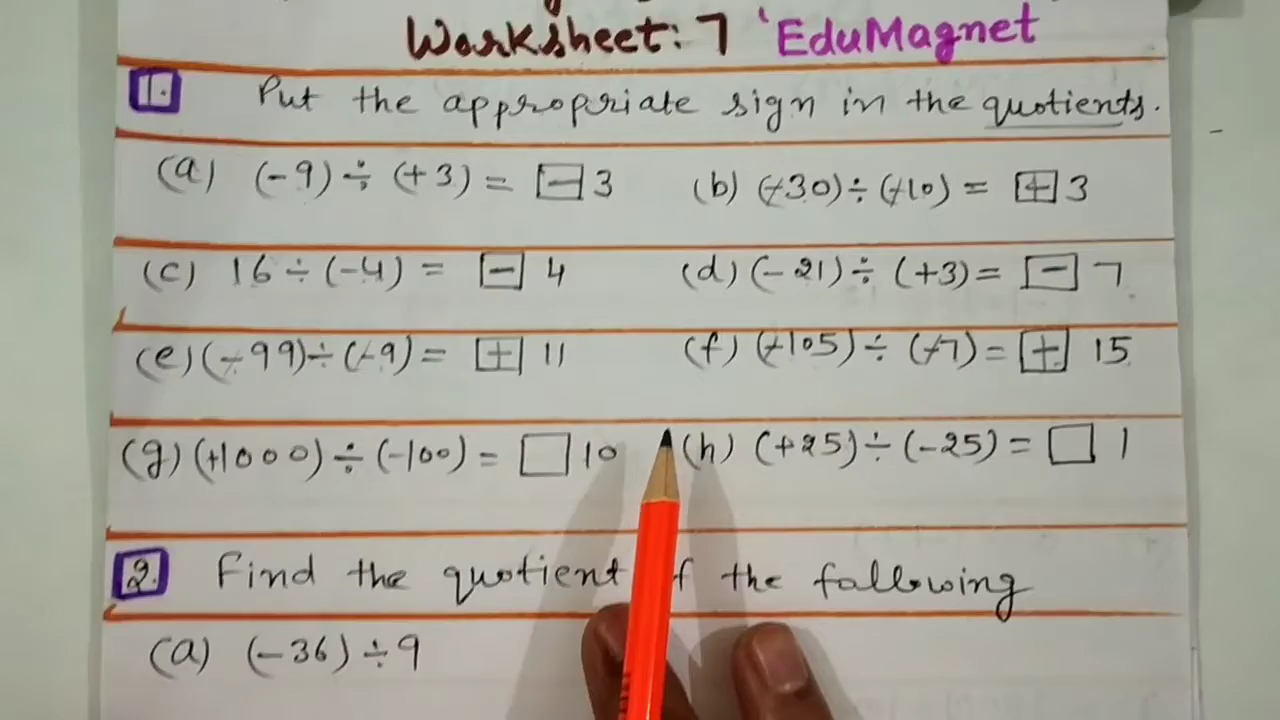 Worksheet: 7 'EduMagnet
1. Put the appropriate sign in the quotients.
(a) (-9) ÷ (+3) = - 3 (b) (-30) ÷ (-10) = + 3
(c) 16 ÷ (-4) = - 4 (d) (-21) ÷ (+3) = - 7
(e) (-99) ÷ (-9) = + 11 (f) (-105) ÷ (-7) = + 15
(g) (+1000) ÷ (-100) = □ 10 (h) (+25) ÷ (-25) = □ 1
2. Find the quotient of the following
(a) (-36) ÷ 9